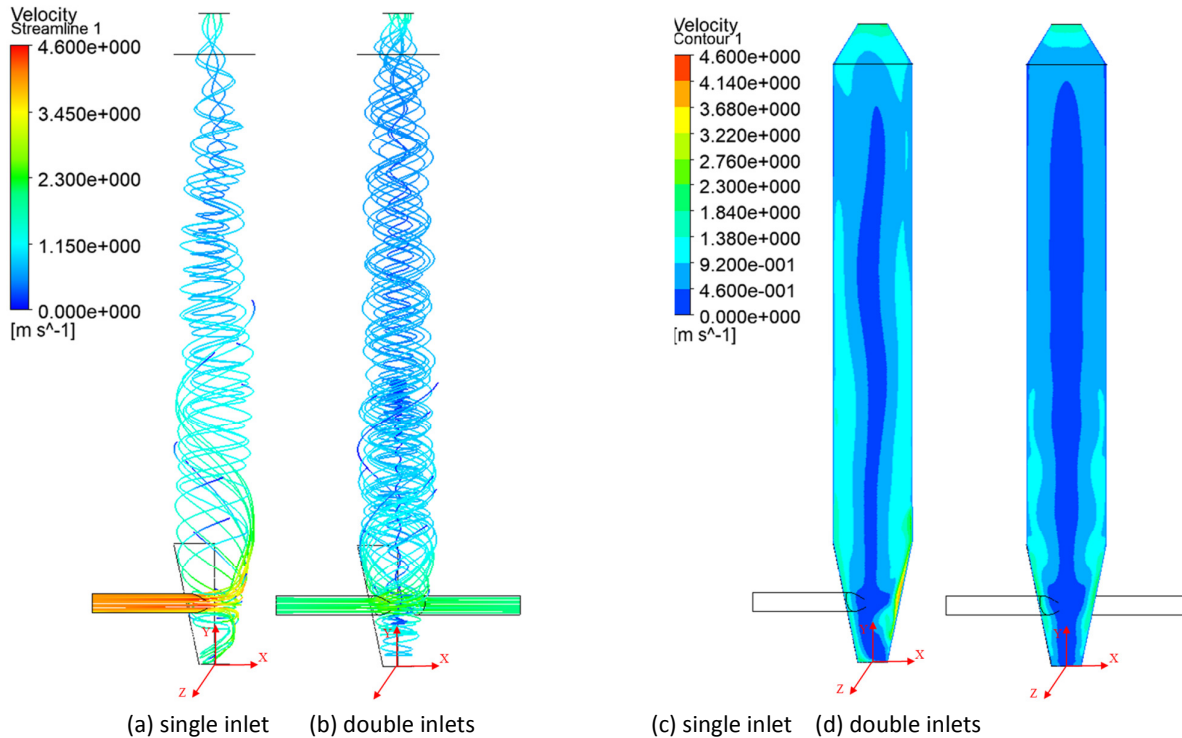 Velocity
Streamline 1
4.600e+000
3.450e+000
2.300e+000
1.150e+000
0.000e+000
[m s^-1]
Y
X
Z
Y
X
Z
(a) single inlet (b) double inlets
Velocity
Contour 1
4.600e+000
4.140e+000
3.680e+000
3.220e+000
2.760e+000
2.300e+000
1.840e+000
1.380e+000
9.200e-001
4.600e-001
0.000e+000
[m s^-1]
Y
X
Z
Y
X
Z
(c) single inlet (d) double inlets